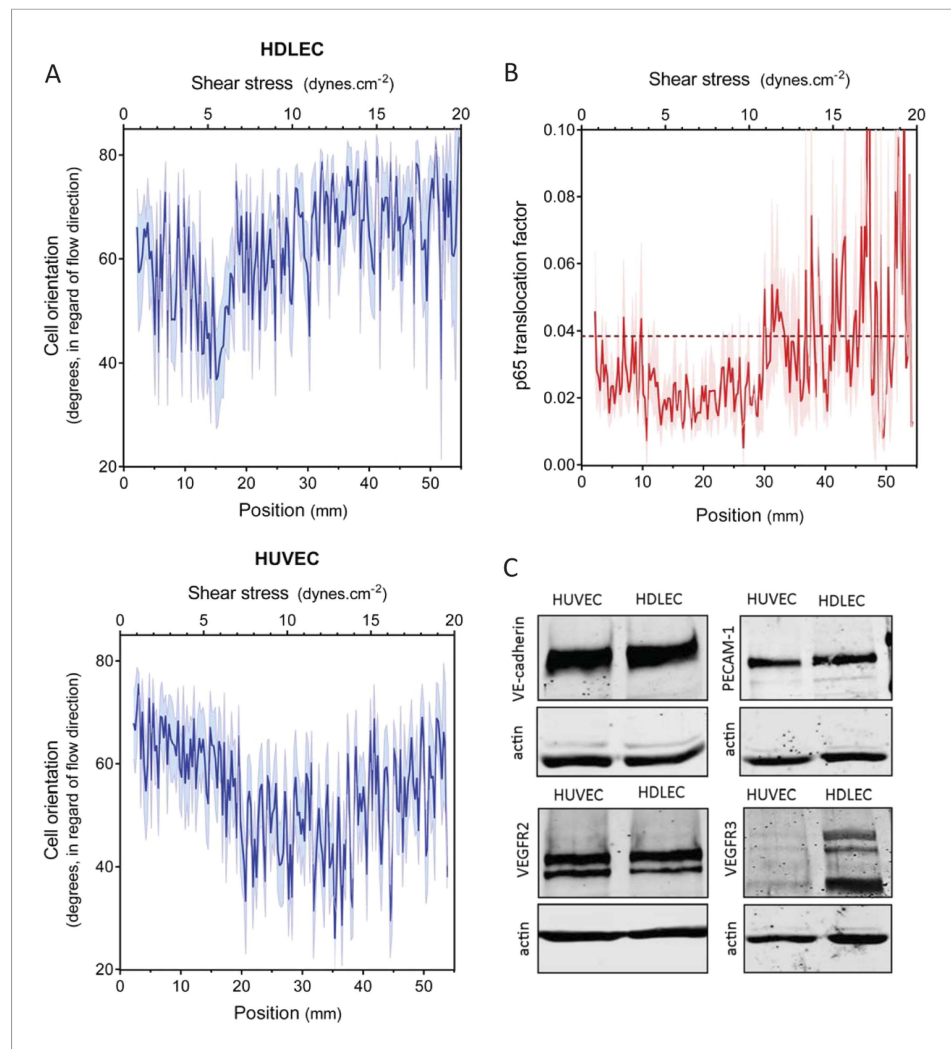 HDLEC
A
Shear stress (dynes.cm-2)
0 5 10 15 20
80
60
40
20
Cell orientation
(degrees, in regard of flow direction)
0 10 20 30 40 50
Position (mm)
B
Shear stress (dynes.cm-2)
0 5 10 15 20
0.10
0.08
0.06
0.04
0.02
0.00
p65 translocation factor
0 10 20 30 40 50
Position (mm)
HUVEC
Shear stress (dynes.cm-2)
0 5 10 15 20
80
60
40
20
Cell orientation
(degrees, in regard of flow direction)
0 10 20 30 40 50
Position (mm)
C
HUVEC HDLEC
VE-cadherin
actin
HUVEC HDLEC
PECAM-1
actin
HUVEC HDLEC
VEGFR2
actin
HUVEC HDLEC
VEGFR3
actin